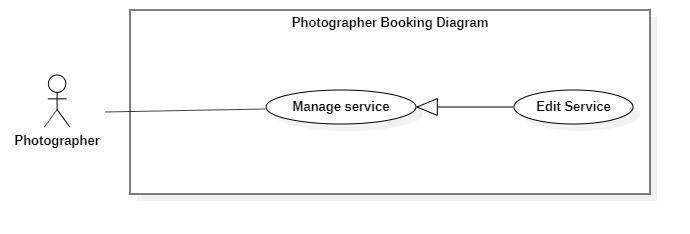 Photographer Booking Diagram
Manage service
Edit Service
Photographer